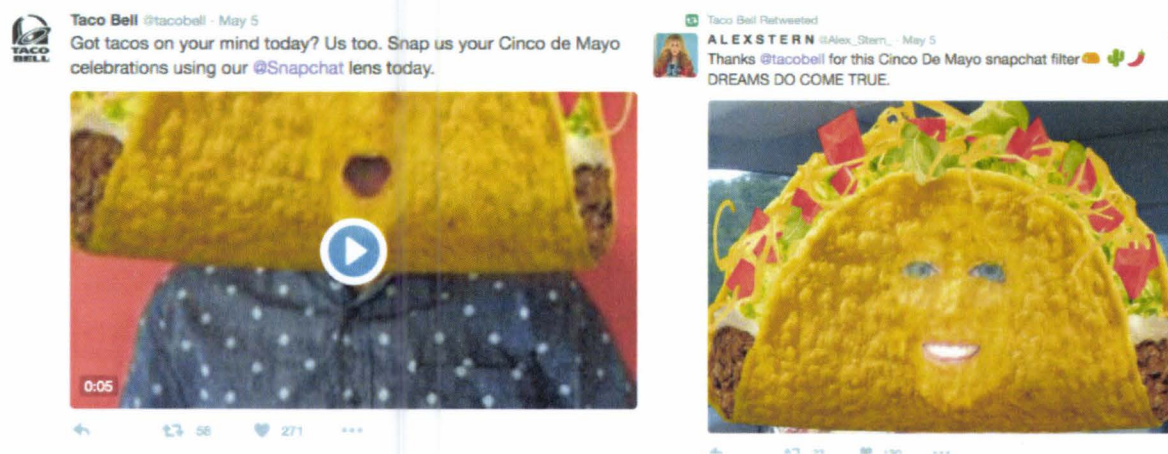 Taco Bell @tacobell · May 5
Got tacos on your mind today? Us too. Snap us your Cinco de Mayo
celebrations using our @Snapchat lens today.
TACO
BELL
0:05
58 271
Taco Bell Retweeted
ALEXSTERN @Alex_Stern_ · May 5
Thanks @tacobell for this Cinco De Mayo snapchat filter🌮 🌵🌶️
DREAMS DO COME TRUE.